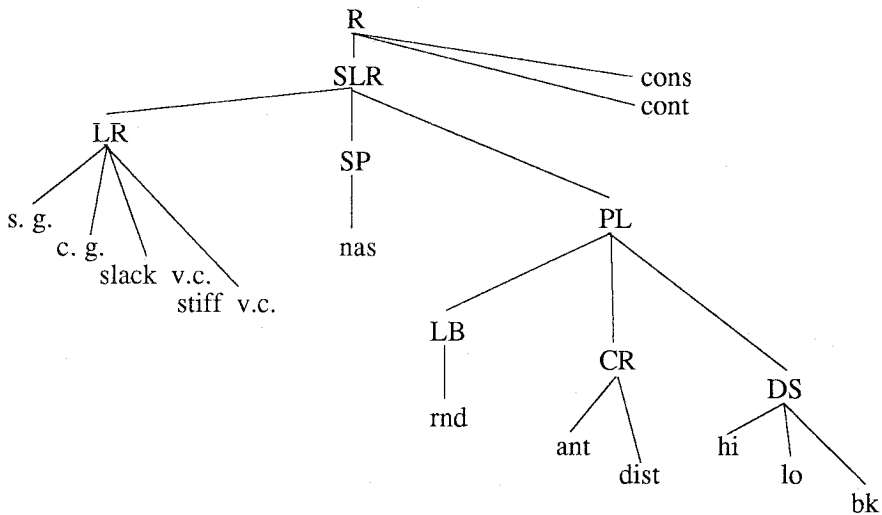 R
cons
SLR
cont
LR
SP
s. g.
PL
c. g.
nas
slack v.c.
stiff v.c.
LB
CR
DS
rnd
ant
hi
dist
lo
bk